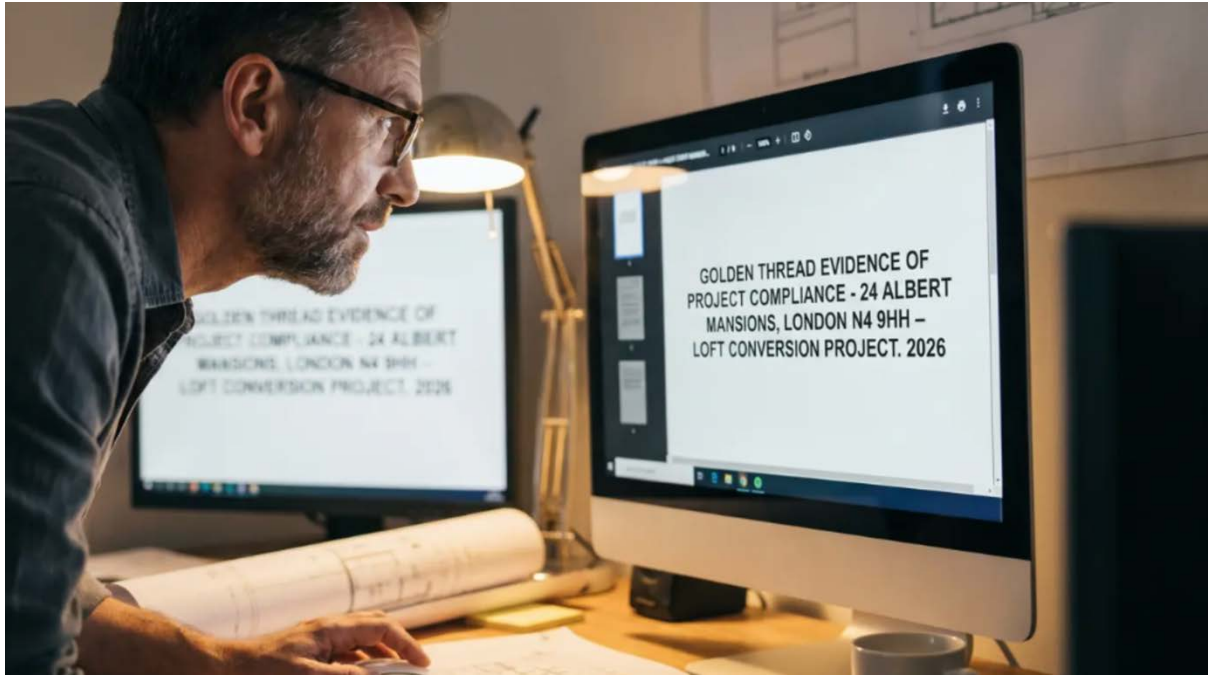 GOLDEN THREAD EVIDENCE OF
PROJECT COMPLIANCE - 24 ALBERT
MANSIONS, LONDON N4 9HH –
LOFT CONVERSION PROJECT. 2026
GOLDEN THREAD EVIDENCE OF
PROJECT COMPLIANCE - 24 ALBERT
MANSIONS, LONDON N4 9HH –
LOFT CONVERSION PROJECT. 2026